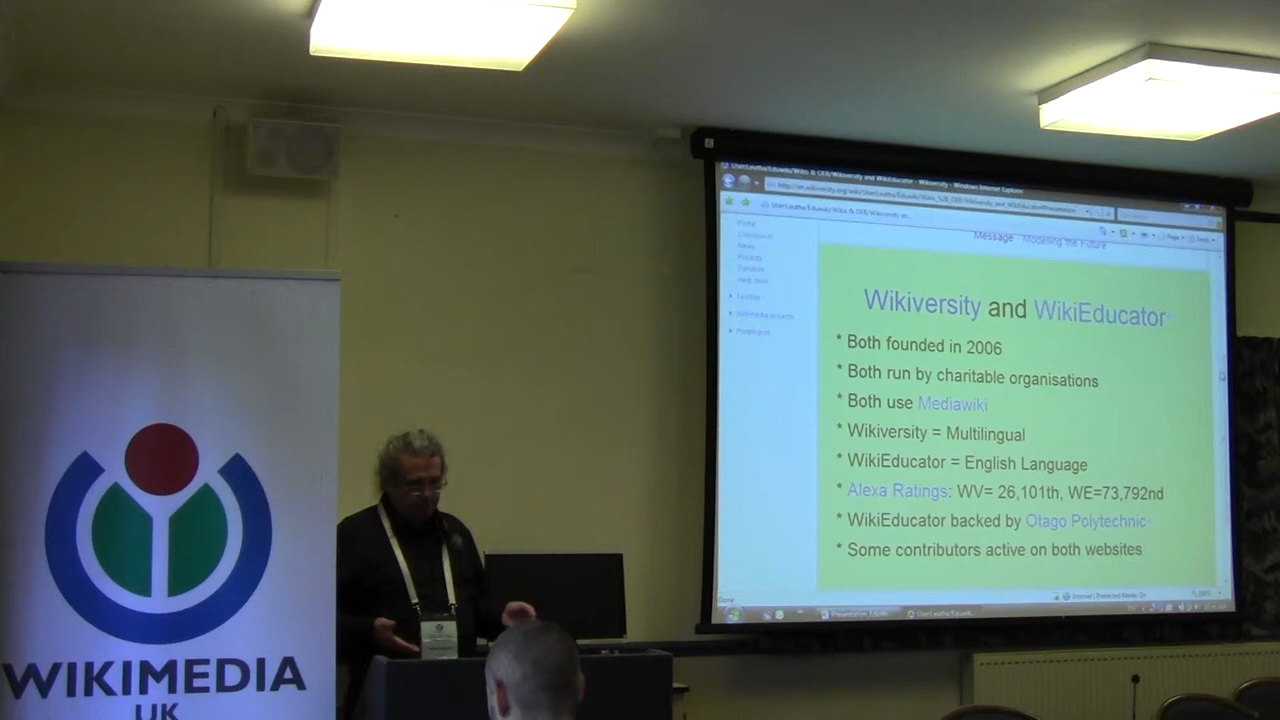 WIKIMEDIA
UK
Message - Modelling the Future
Wikiversity and WikiEducator
* Both founded in 2006
* Both run by charitable organisations
* Both use Mediawiki
* Wikiversity = Multilingual
* WikiEducator = English Language
* Alexa Ratings: WV= 26,101th, WE=73,792nd
* WikiEducator backed by Otago Polytechnic
* Some contributors active on both websites
Done